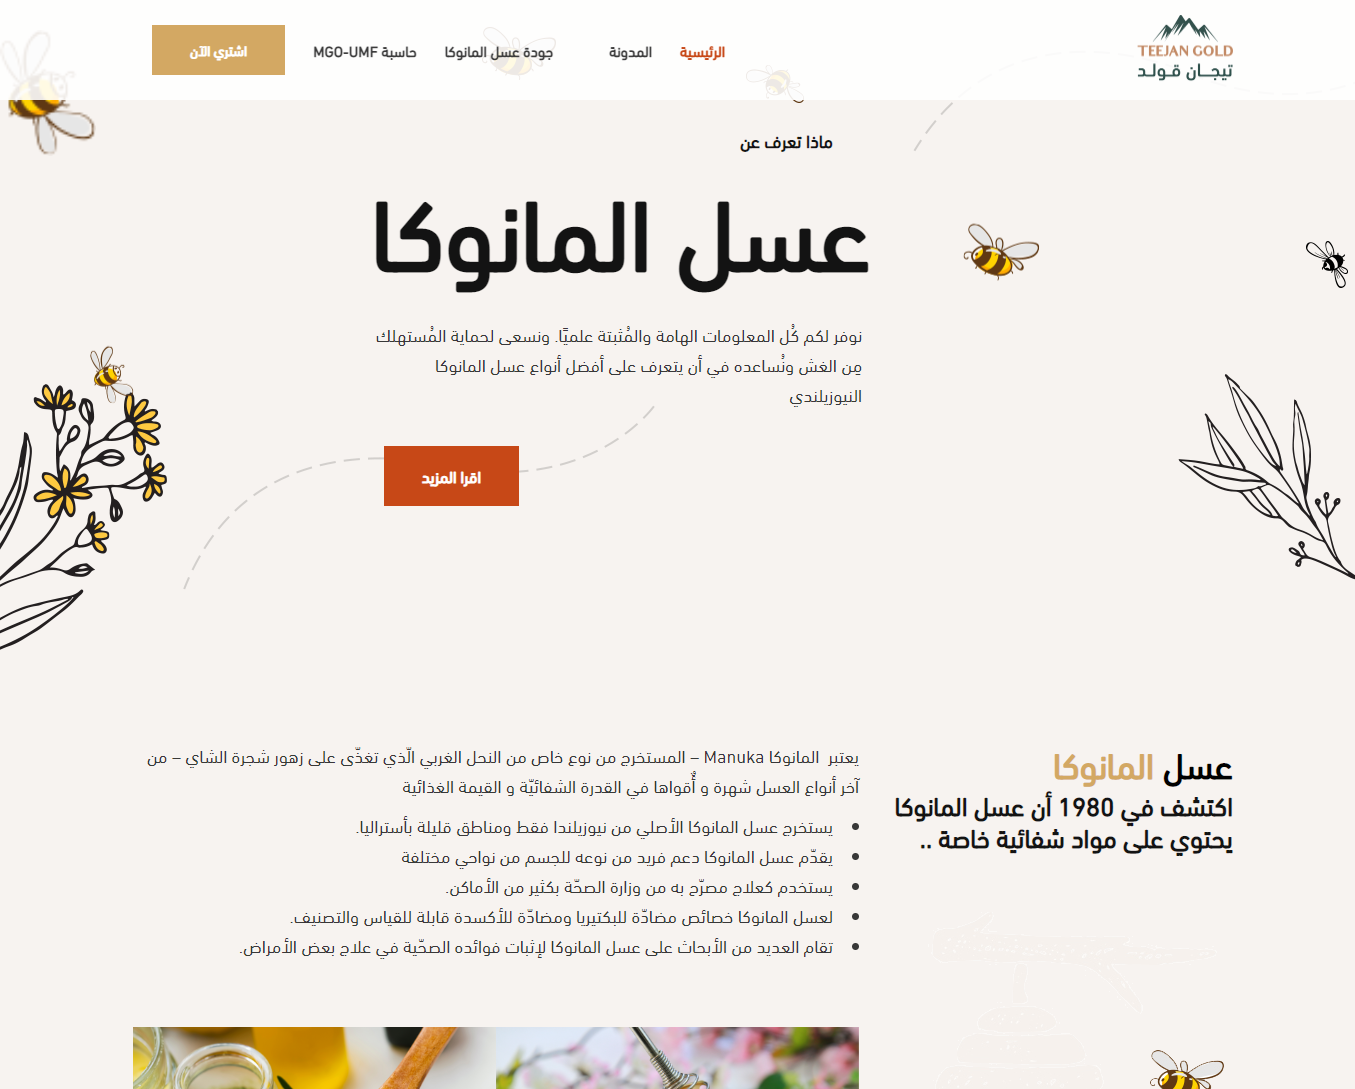 TEEJAN GOLD
تيجــان قـولـد
الرئيسية
المدونة
جودة عسل المانوكا
حاسبة MGO-UMF
اشتري الآن
ماذا تعرف عن
عسل المانوكا
نوفر لكم كُل المعلومات الهامة والمُثبتة علميًا. ونسعى لحماية المُستهلك
مِن الغش ونُساعده في أن يتعرف على أفضل أنواع عسل المانوكا
النيوزيلندي
اقرا المزيد
عسل المانوكا
اكتشف في 1980 أن عسل المانوكا
يحتوي على مواد شفائية خاصة ..
يعتبر المانوكا Manuka – المستخرج من نوع خاص من النحل الغربي الّذي تغذّى على زهور شجرة الشاي – من
آخر أنواع العسل شهرة و أٌقواها في القدرة الشفائيّة و القيمة الغذائية
يستخرج عسل المانوكا الأصلي من نيوزيلندا فقط ومناطق قليلة بأستراليا.
يقدّم عسل المانوكا دعم فريد من نوعه للجسم من نواحي مختلفة
يستخدم كعلاج مصرّح به من وزارة الصحّة بكثير من الأماكن.
لعسل المانوكا خصائص مضادّة للبكتيريا ومضادّة للأكسدة قابلة للقياس والتصنيف.
تقام العديد من الأبحاث على عسل المانوكا لإثبات فوائده الصحّية في علاج بعض الأمراض.